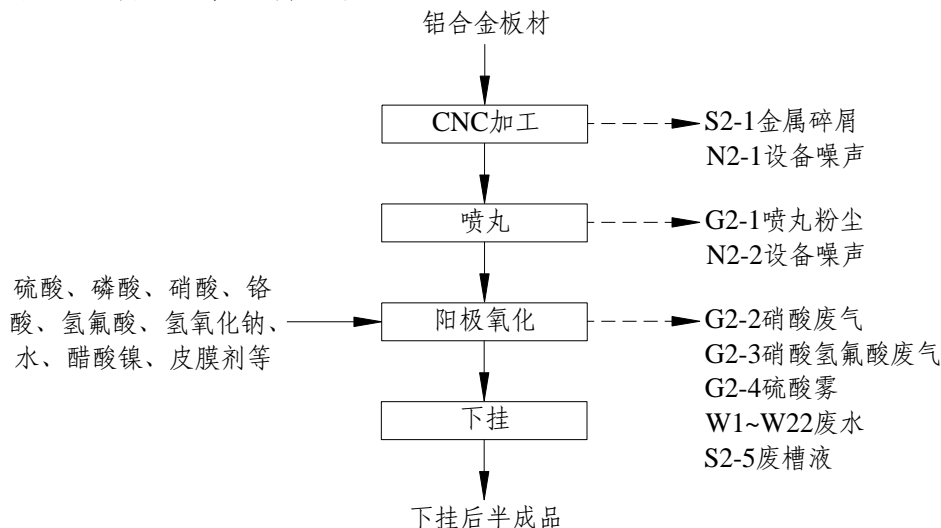 铝合金板材
CNC加工
S2-1金属碎屑
N2-1设备噪声
喷丸
G2-1喷丸粉尘
N2-2设备噪声
硫酸、磷酸、硝酸、铬
酸、氢氟酸、氢氧化钠、
水、醋酸镍、皮膜剂等
阳极氧化
G2-2硝酸废气
G2-3硝酸氢氟酸废气
G2-4硫酸雾
W1~W22废水
S2-5废槽液
下挂
下挂后半成品